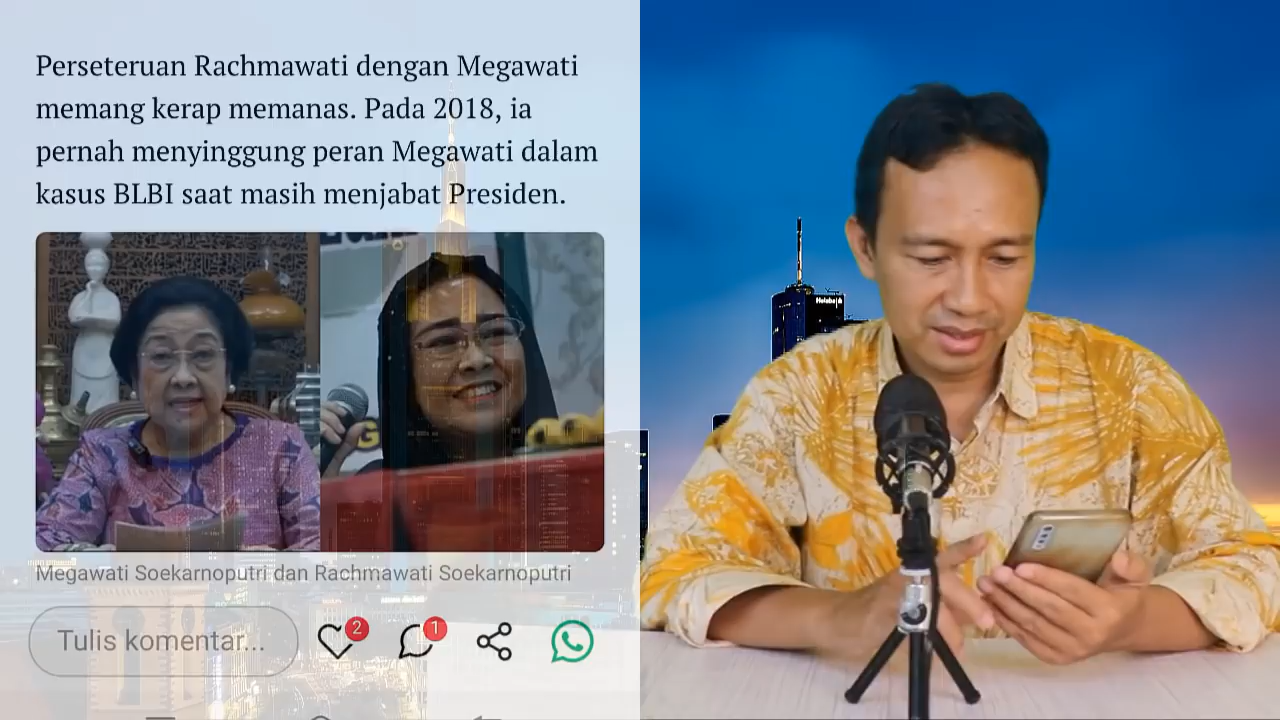 Perseteruan Rachmawati dengan Megawati
memang kerap memanas. Pada 2018, ia
pernah menyinggung peran Megawati dalam
kasus BLBI saat masih menjabat Presiden.
Megawati Soekarnoputri dan Rachmawati Soekarnoputri
Tulis komentar...
2
1